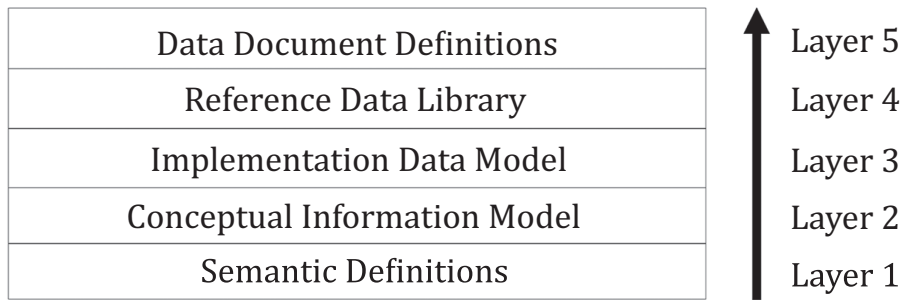 Data Document Definitions Layer 5
Reference Data Library Layer 4
Implementation Data Model Layer 3
Conceptual Information Model Layer 2
Semantic Definitions Layer 1